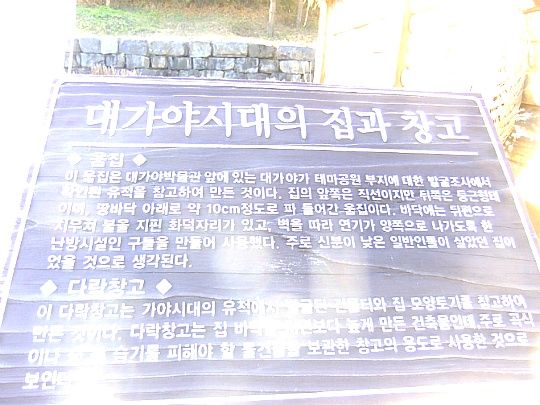 대가야시대의 집과 창고
◆ 움집 ◆
이 움집은 대가야박물관 앞에 있는 대가야 테마공원 부지에 대한 발굴조사에서
확인된 유적을 참고하여 만든 것이다. 집의 앞쪽은 직선이지만 뒤쪽은 둥근형태
이며, 땅바닥 아래로 약 10cm정도로 파 들어간 움집이다. 바닥에는 뒤편으로
치우쳐 불을 지핀 화덕자리가 있고, 벽을 따라 연기가 양쪽으로 나가도록 한
난방시설인 구들을 만들어 사용했다. 주로 신분이 낮은 일반인들이 살았던 집이
었을 것으로 생각된다.
◆ 다락창고 ◆
이 다락창고는 가야시대의 유적에서 건물터와 집 모양토기를 참고하여
만든 것이다. 다락창고는 집 바닥을 높게 만든 건축물인데, 주로 곡식
이나 습기를 피해야 할 물건들을 보관한 창고의 용도로 사용한 것으로